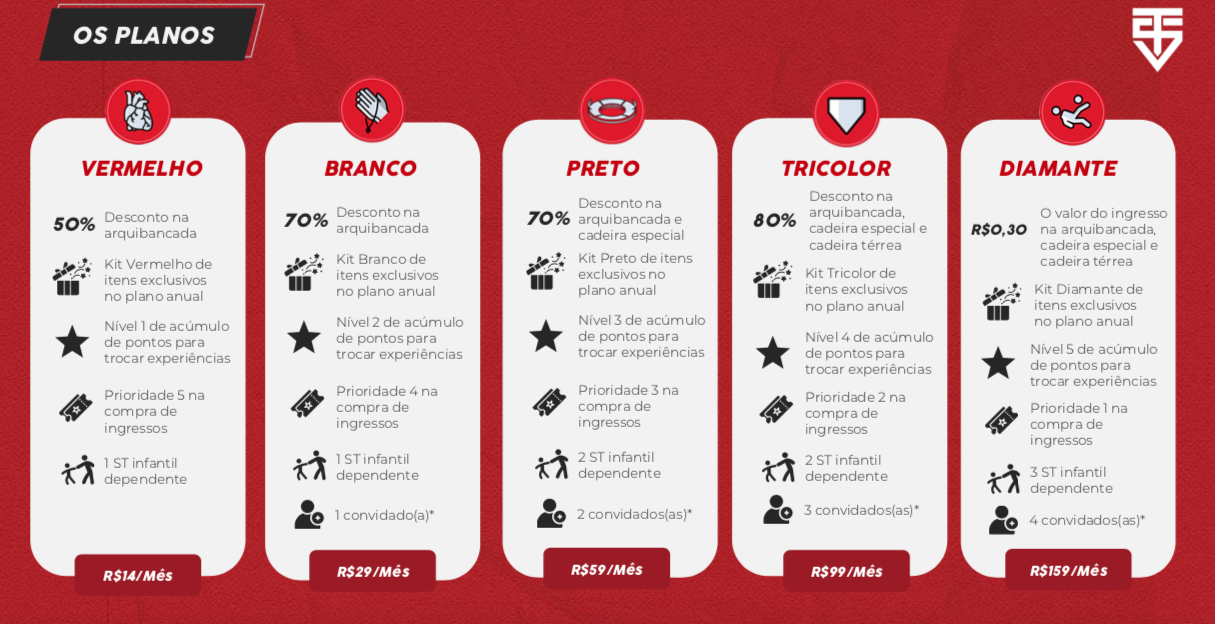 OS PLANOS
VERMELHO
50%
Desconto na
arquibancada
Kit Vermelho de
itens exclusivos
no plano anual
Nível 1 de acúmulo
de pontos para
trocar experiências
Prioridade 5 na
compra de
ingressos
1 ST infantil
dependente
R$14/Mês
BRANCO
70%
Desconto na
arquibancada
Kit Branco de
itens exclusivos
no plano anual
Nível 2 de acúmulo
de pontos para
trocar experiências
Prioridade 4 na
compra de
ingressos
1 ST infantil
dependente
1 convidado(a)*
R$29/Mês
PRETO
70%
Desconto na
arquibancada e
cadeira especial
Kit Preto de itens
exclusivos no
plano anual
Nível 3 de acúmulo
de pontos para
trocar experiências
Prioridade 3 na
compra de
ingressos
2 ST infantil
dependente
2 convidados(as)*
R$59/Mês
TRICOLOR
80%
Desconto na
arquibancada,
cadeira especial e
cadeira térrea
Kit Tricolor de
itens exclusivos
no plano anual
Nível 4 de acúmulo
de pontos para
trocar experiências
Prioridade 2 na
compra de
ingressos
2 ST infantil
dependente
3 convidados(as)*
R$99/Mês
DIAMANTE
R$0,30
O valor do ingresso
na arquibancada,
cadeira especial e
cadeira térrea
Kit Diamante de
itens exclusivos
no plano anual
Nível 5 de acúmulo
de pontos para
trocar experiências
Prioridade 1 na
compra de
ingressos
3 ST infantil
dependente
4 convidados(as)*
R$159/Mês